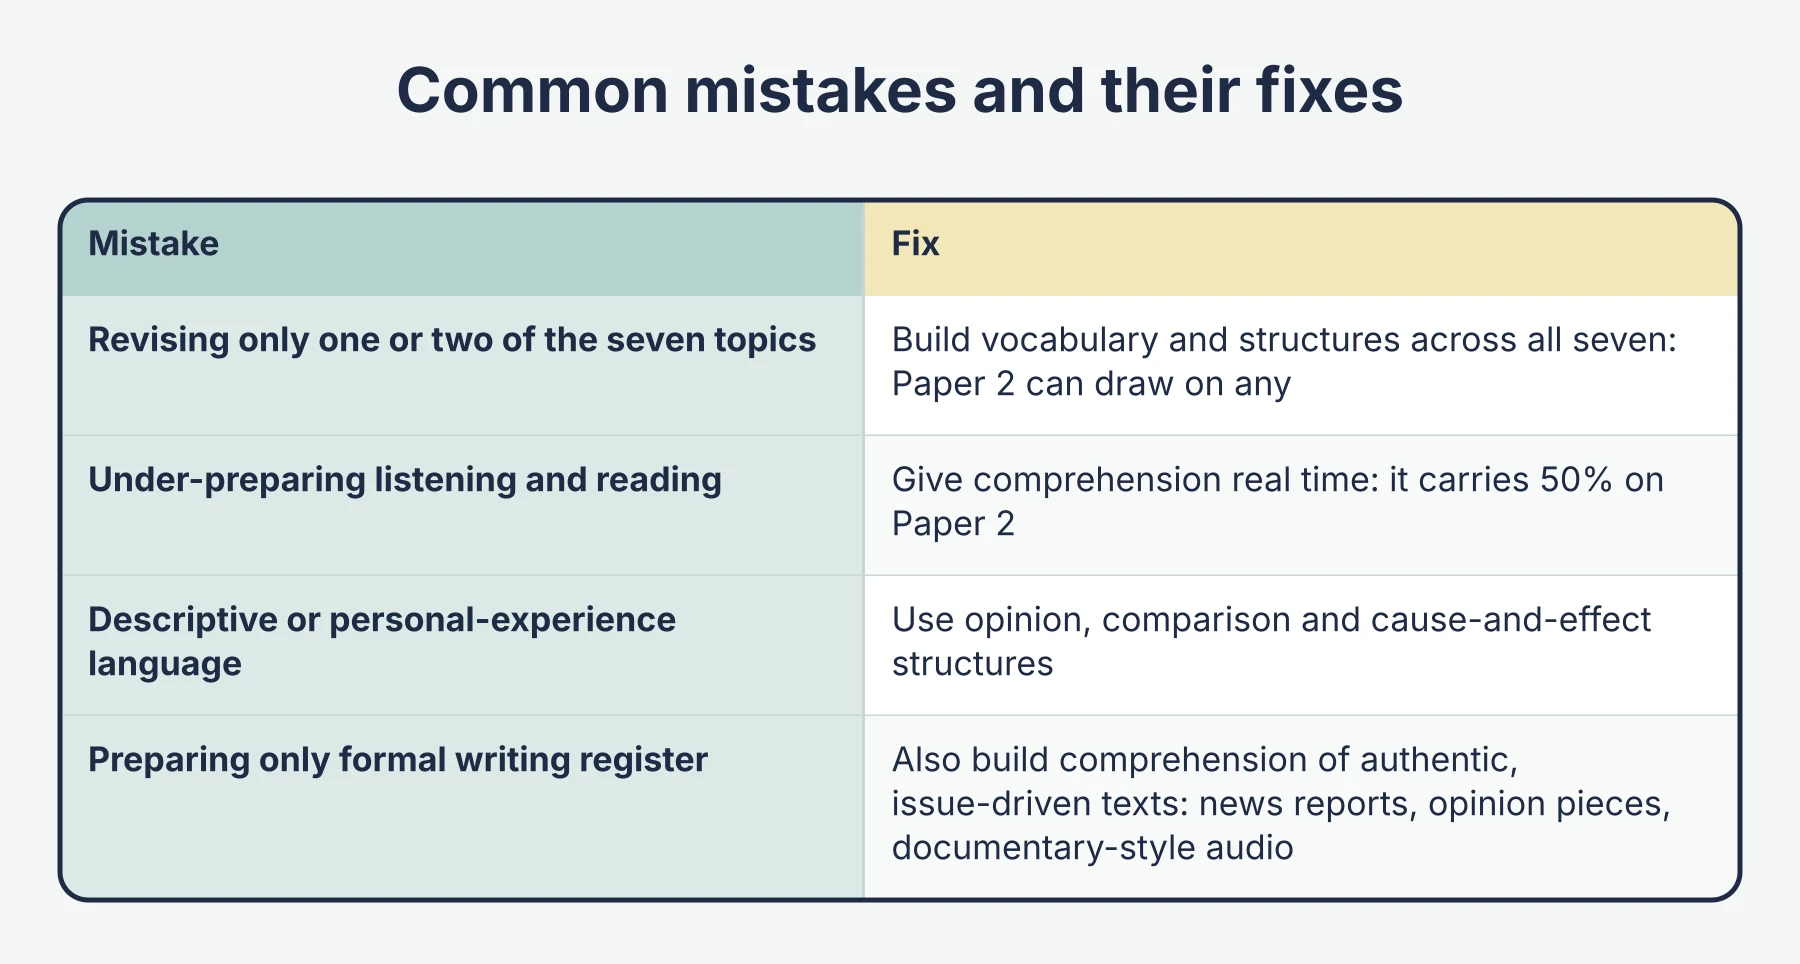 Common mistakes and their fixes
Mistake
Fix
Revising only one or two of the seven topics
Build vocabulary and structures across all seven:
Paper 2 can draw on any
Under-preparing listening and reading
Give comprehension real time: it carries 50% on
Paper 2
Descriptive or personal-experience
language
Use opinion, comparison and cause-and-effect
structures
Preparing only formal writing register
Also build comprehension of authentic,
issue-driven texts: news reports, opinion pieces,
documentary-style audio